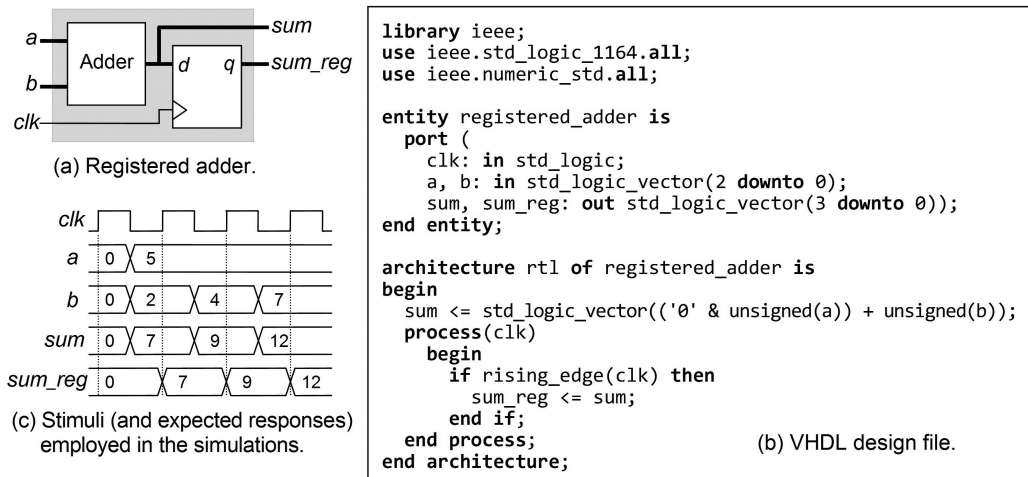 a
b
clk
Adder
d q
sum
sum_reg
(a) Registered adder.
clk
a 0 5
b 0 2 4 7
sum 0 7 9 12
sum_reg 0 7 9 12
(c) Stimuli (and expected responses)
employed in the simulations.
library ieee;
use ieee.std_logic_1164.all;
use ieee.numeric_std.all;
entity registered_adder is
port (
clk: in std_logic;
a, b: in std_logic_vector(2 downto 0);
sum, sum_reg: out std_logic_vector(3 downto 0));
end entity;
architecture rtl of registered_adder is
begin
sum <= std_logic_vector(('0' & unsigned(a)) + unsigned(b));
process(clk)
begin
if rising_edge(clk) then
sum_reg <= sum;
end if;
end process;
end architecture;
(b) VHDL design file.